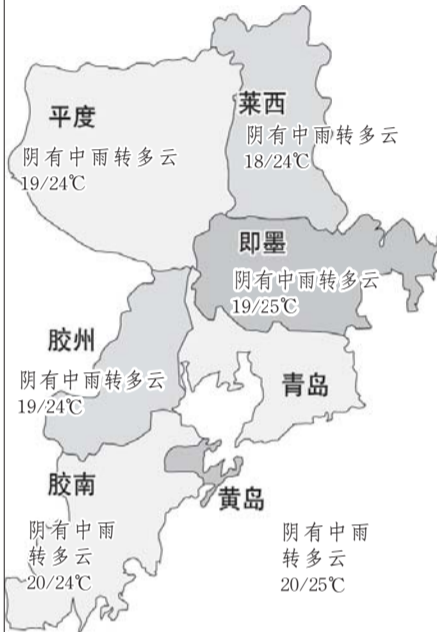 莱西
阴有中雨转多云
18/24℃
平度
阴有中雨转多云
19/24℃
即墨
阴有中雨转多云
19/25℃
胶州
阴有中雨转多云
19/24℃
青岛
胶南
阴有中雨
转多云
20/24℃
黄岛
阴有中雨
转多云
20/25℃